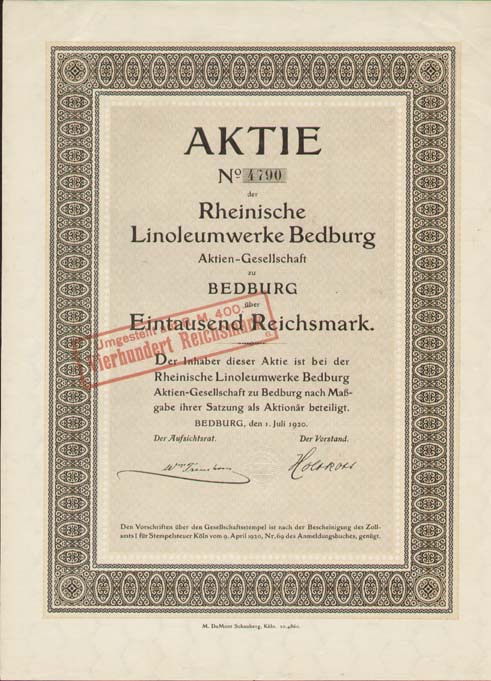 AKTIE
No 4790
der
Rheinische
Linoleumwerke Bedburg
Aktien-Gesellschaft
zu
BEDBURG
über
Eintausend Reichsmark.
Umgestellt R.M. 400
Vierhundert Reichsmark
Der Inhaber dieser Aktie ist bei der
Rheinische Linoleumwerke Bedburg
Aktien-Gesellschaft zu Bedburg nach Maß-
gabe ihrer Satzung als Aktionär beteiligt.
BEDBURG, den 1. Juli 1920.
Der Aufsichtsrat. Der Vorstand.
Den Vorschriften über den Gesellschaftsstempel ist nach der Bescheinigung des Zoll-
amts I für Stempelsteuer Köln vom 9. April 1920, Nr. 69 des Anmeldungsbuches, genügt.
M. DuMont Schauberg, Köln.